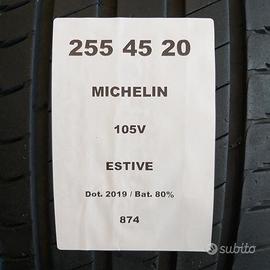 255 45 20
MICHELIN
105V
ESTIVE
Dot. 2019 / Bat. 80%
874
subito